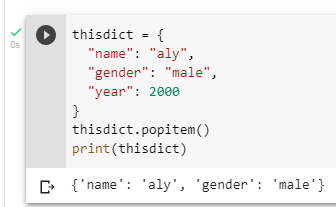 thisdict = {
  "name": "aly",
  "gender": "male",
  "year": 2000
}
thisdict.popitem()
print(thisdict)
0s
{'name': 'aly', 'gender': 'male'}